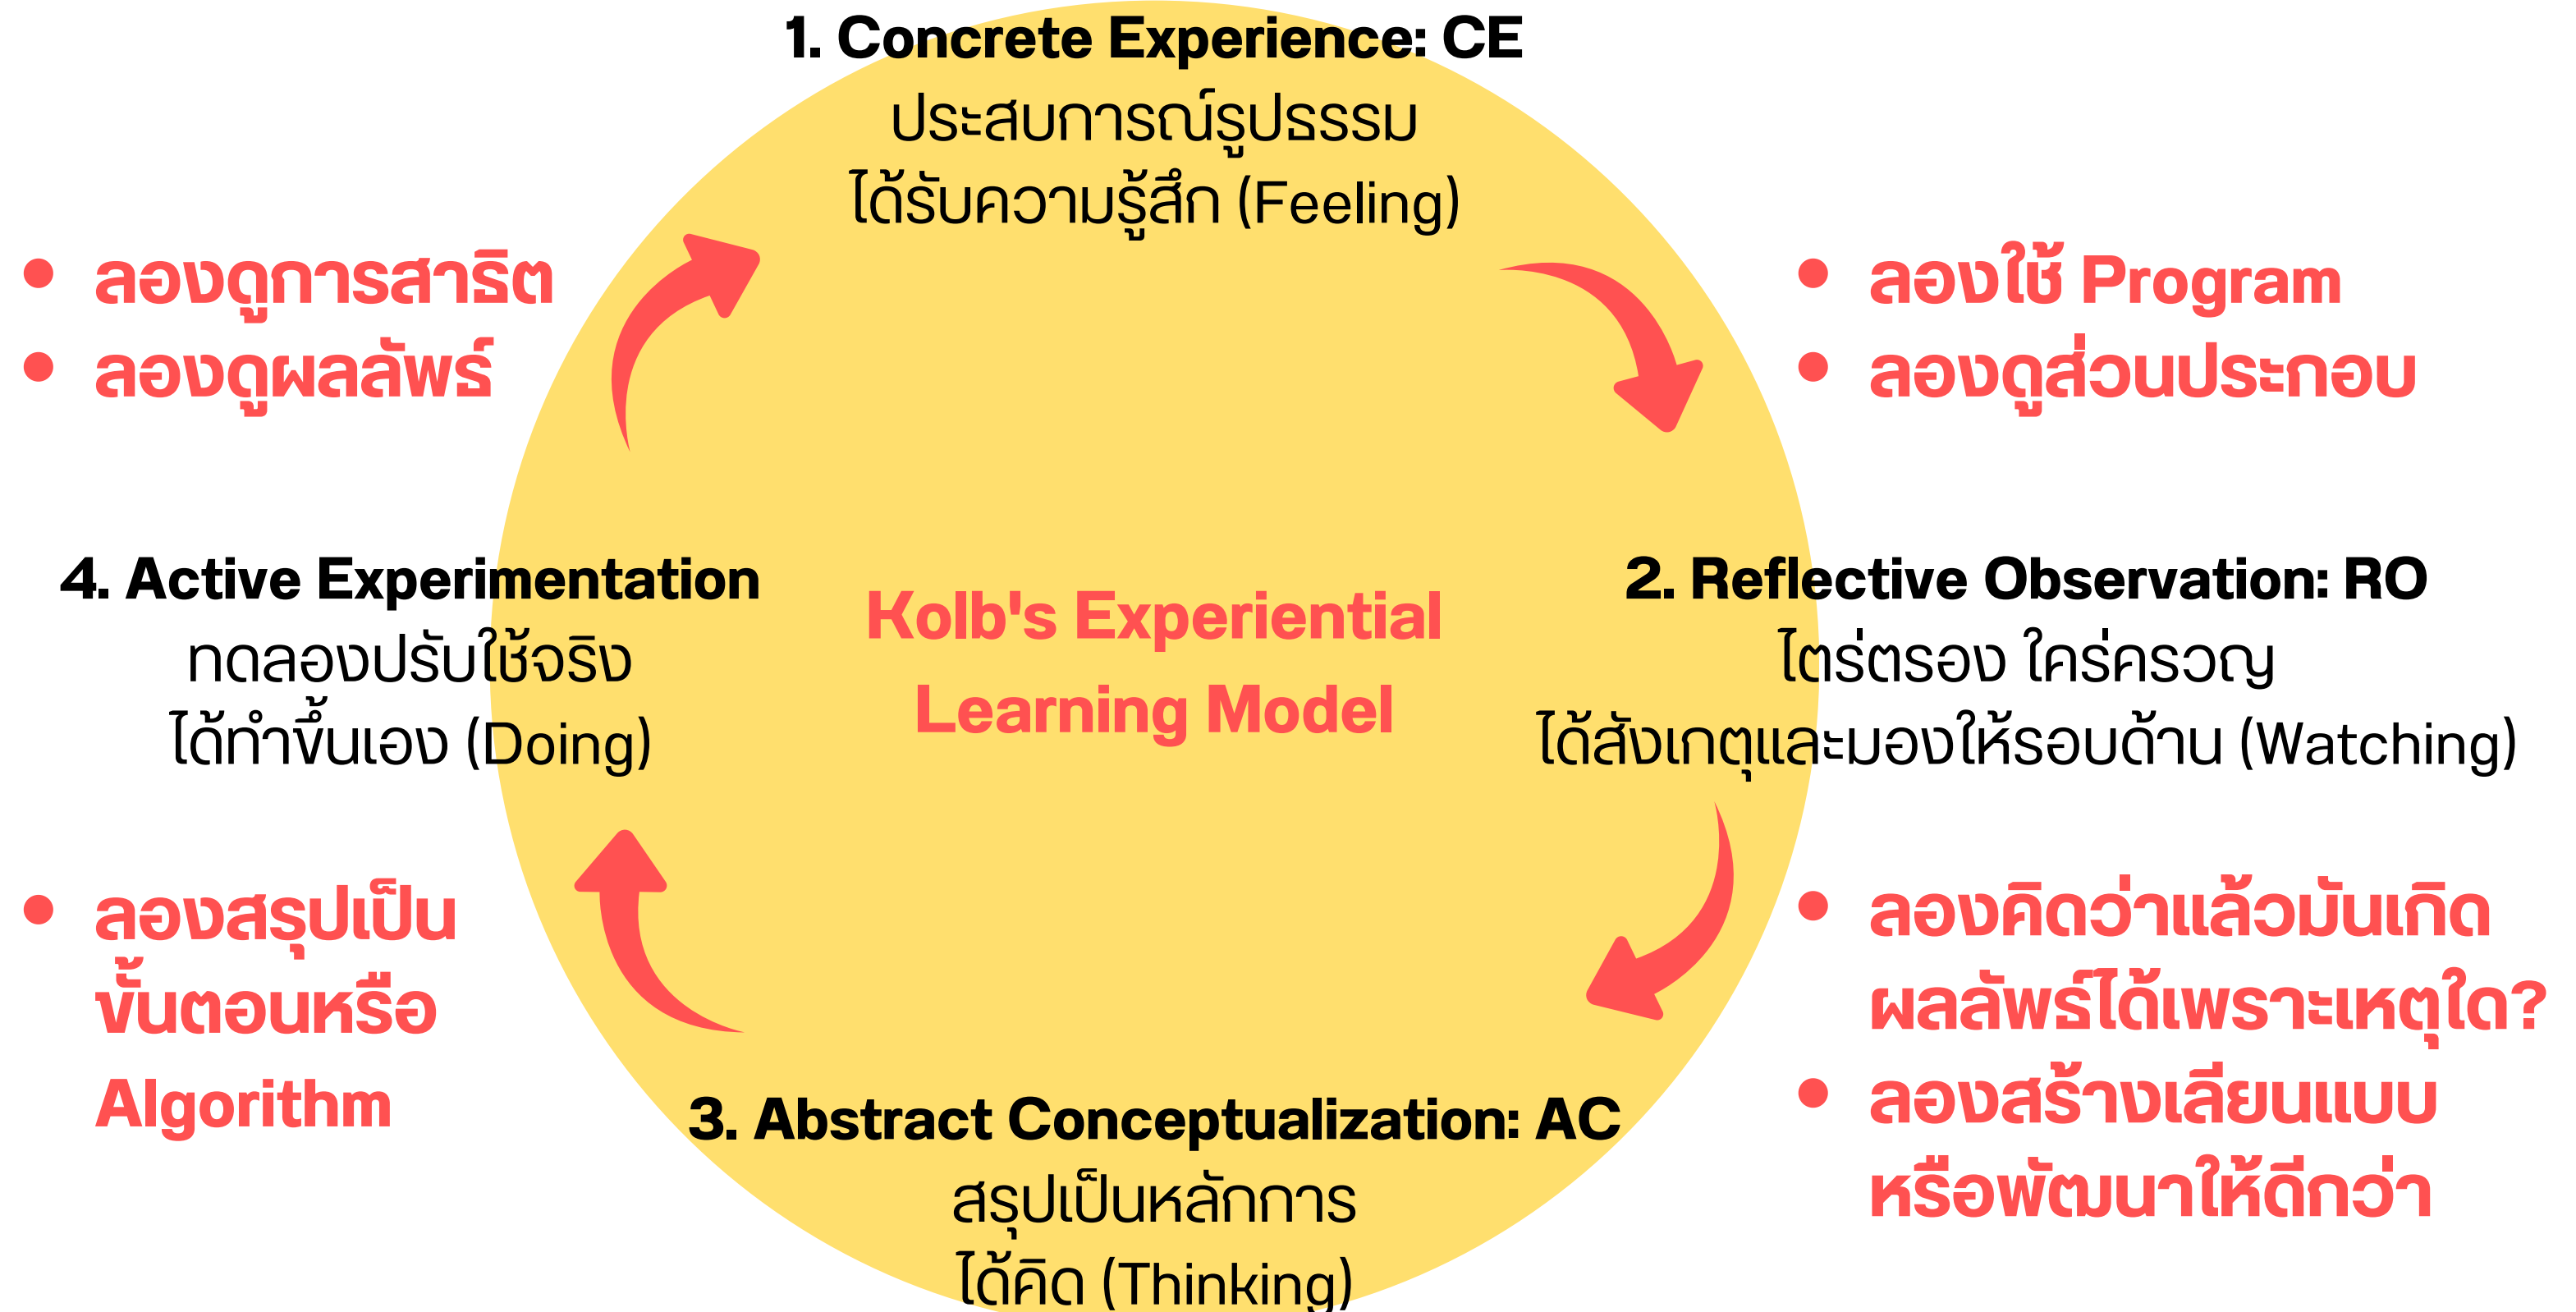 1. Concrete Experience: CE
ประสบการณ์รูปธรรม
ได้รับความรู้สึก (Feeling)
• ลองดูการสาธิต
• ลองดูผลลัพธ์
• ลองใช้ Program
• ลองดูส่วนประกอบ
4. Active Experimentation
ทดลองปรับใช้จริง
ได้ทำขึ้นเอง (Doing)
Kolb's Experiential
Learning Model
2. Reflective Observation: RO
ไตร่ตรอง ใคร่ครวญ
ได้สังเกตุและมองให้รอบด้าน (Watching)
• ลองสรุปเป็น
ขั้นตอนหรือ
Algorithm
• ลองคิดว่าแล้วมันเกิด
ผลลัพธ์ได้เพราะเหตุใด?
• ลองสร้างเลียนแบบ
หรือพัฒนาให้ดีกว่า
3. Abstract Conceptualization: AC
สรุปเป็นหลักการ
ได้คิด (Thinking)